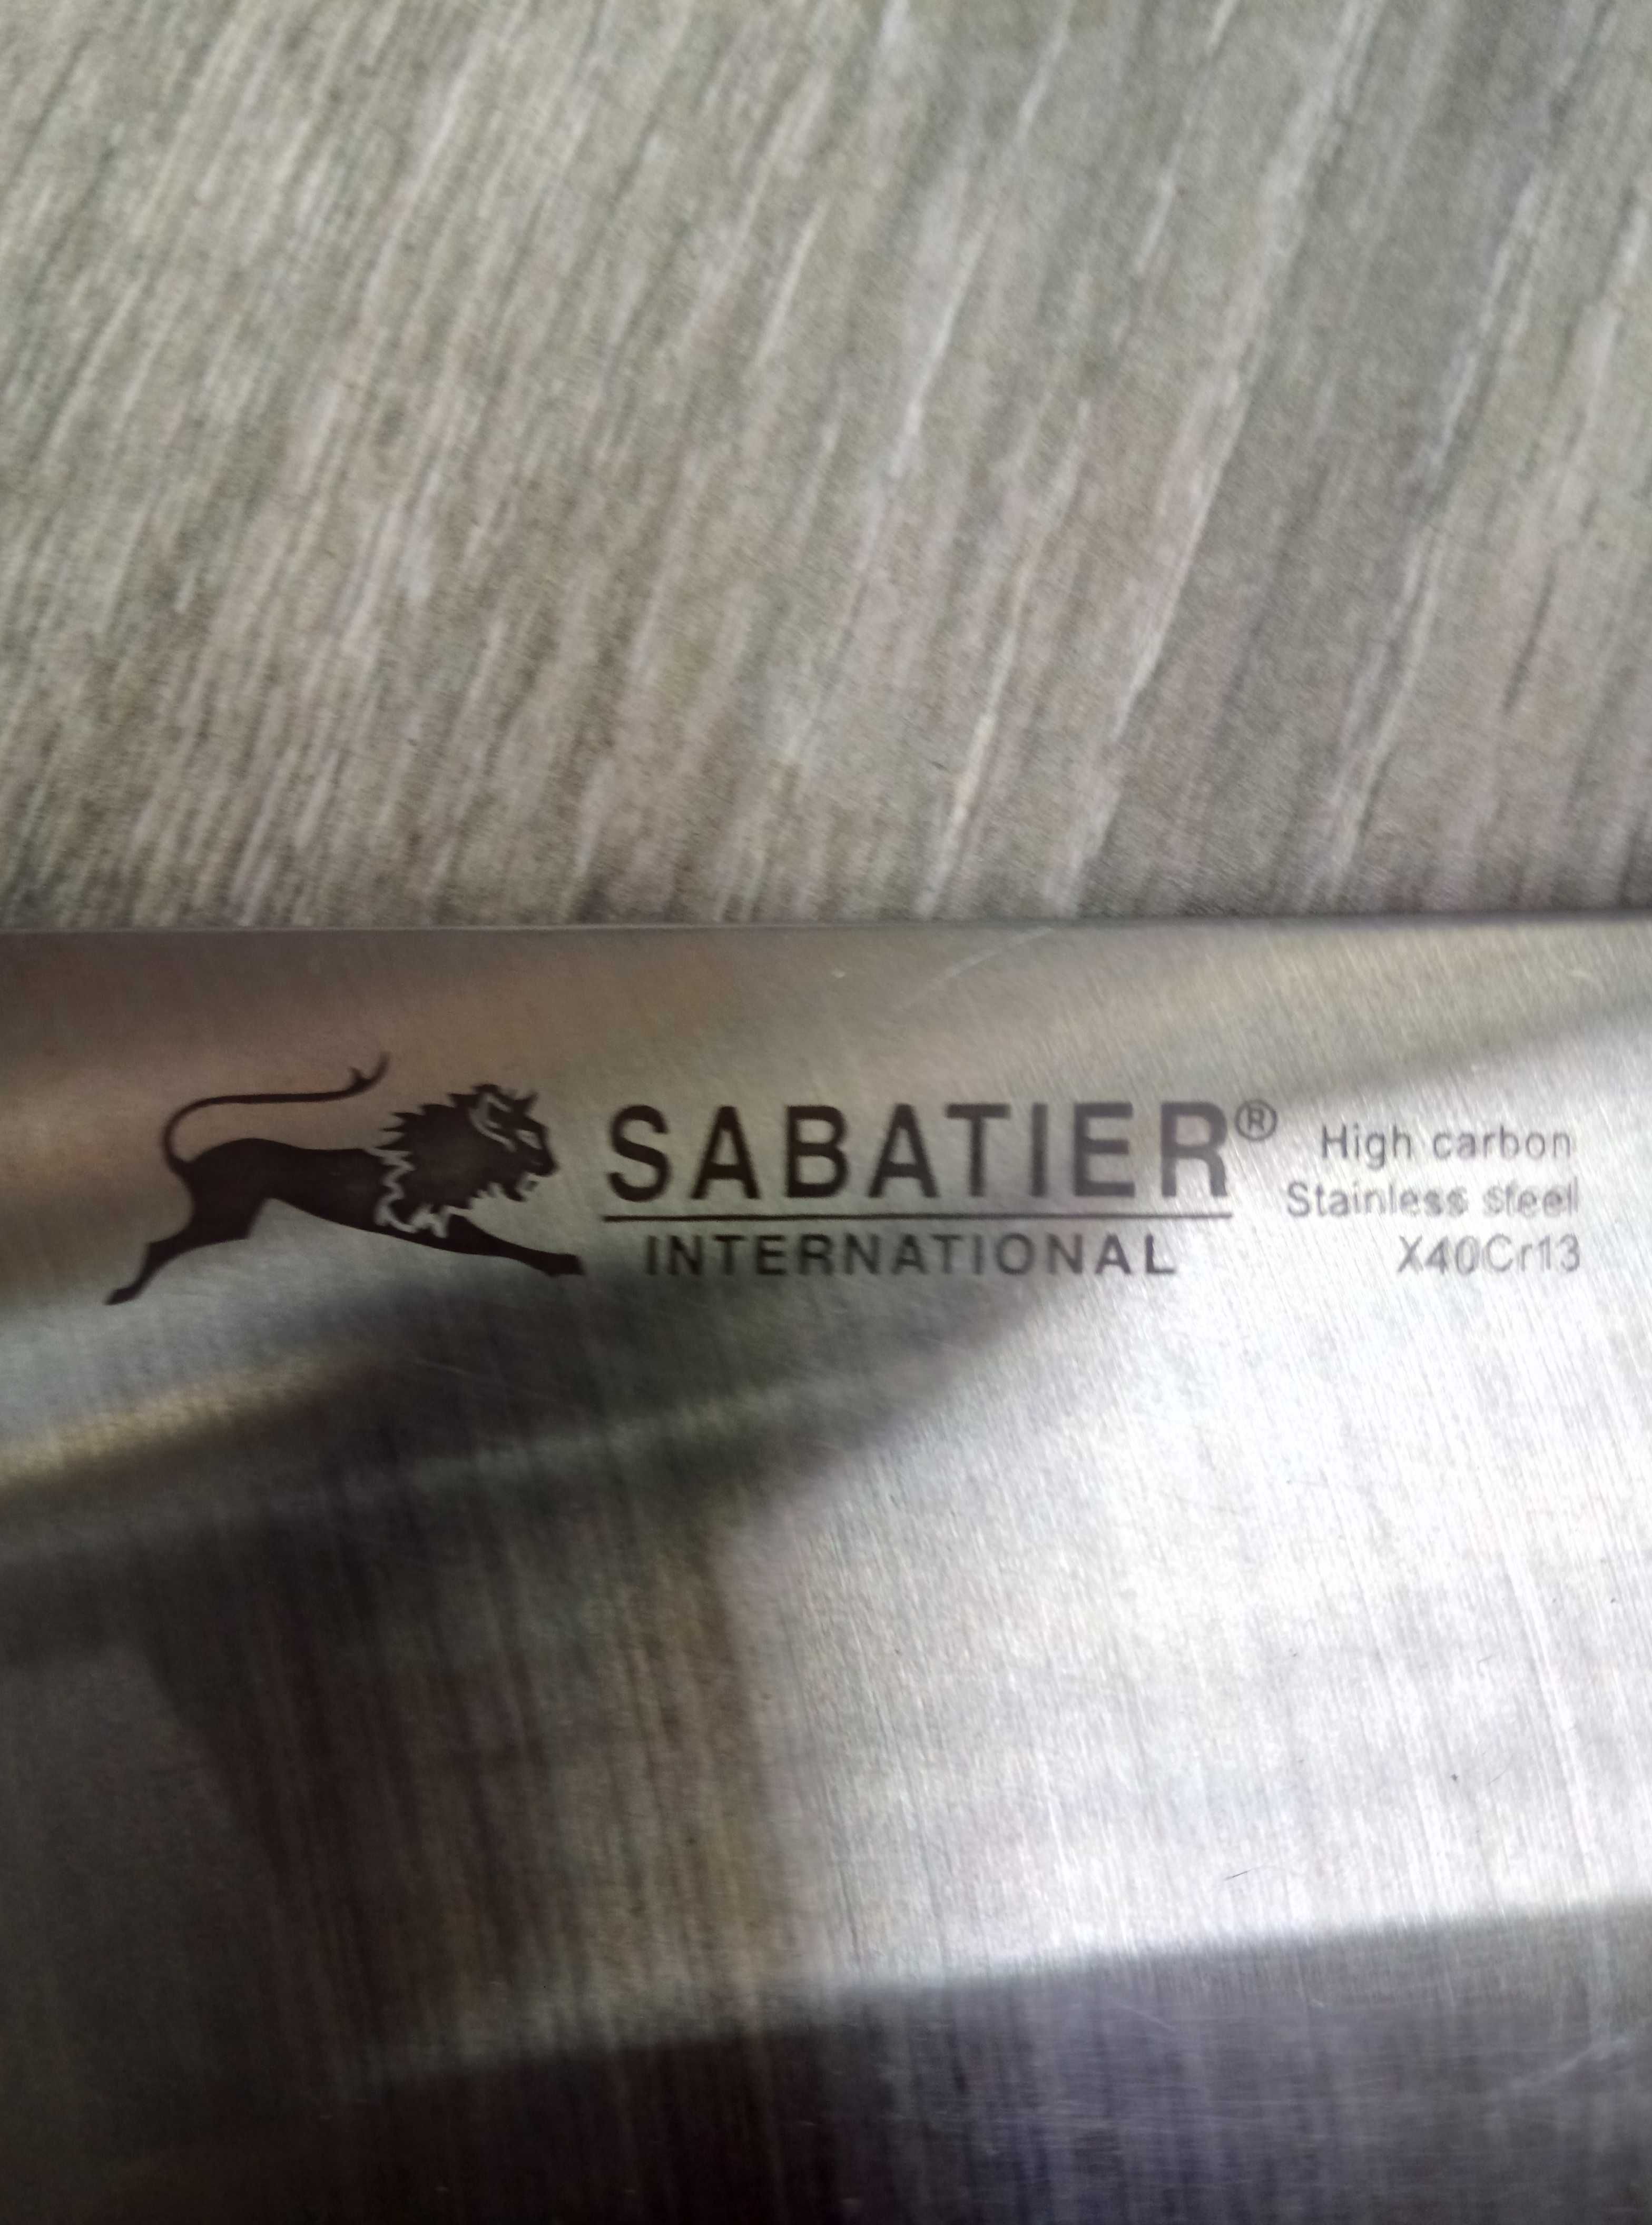 SABATIER®
INTERNATIONAL
High carbon
Stainless steel
X40Cr13